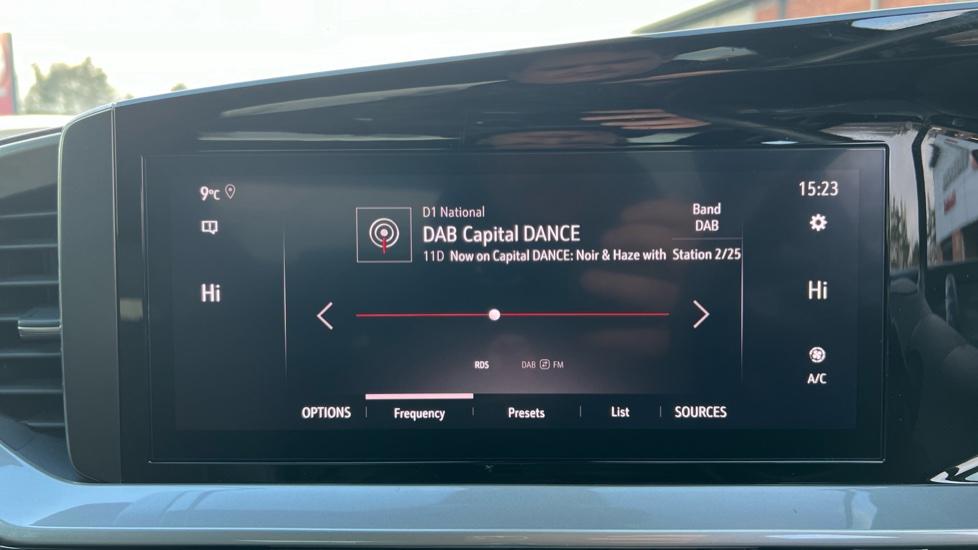 9°C
15:23
D1 National
Band
DAB Capital DANCE
DAB
11D Now on Capital DANCE: Noir & Haze with Station 2/25
Hi
Hi
RDS
DAB FM
A/C
OPTIONS
Frequency
Presets
List
SOURCES